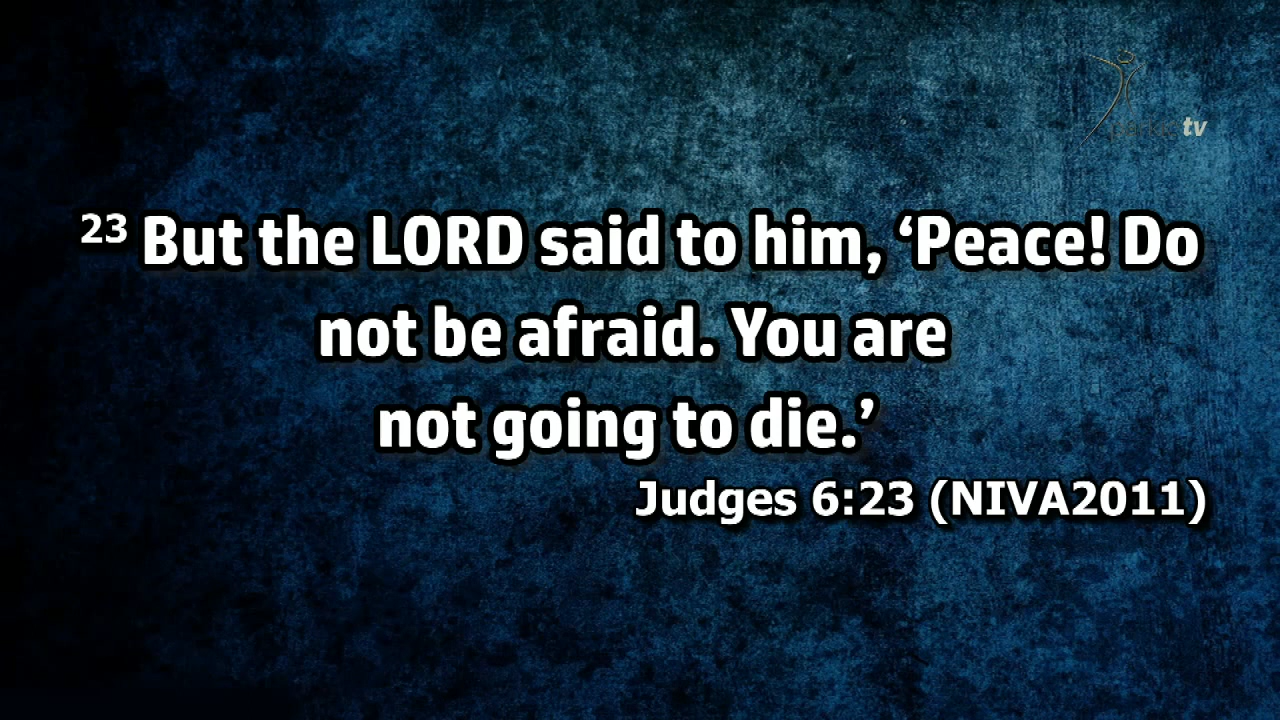 tv
23 But the LORD said to him, ‘Peace! Do
not be afraid. You are
not going to die.’
Judges 6:23 (NIVA2011)